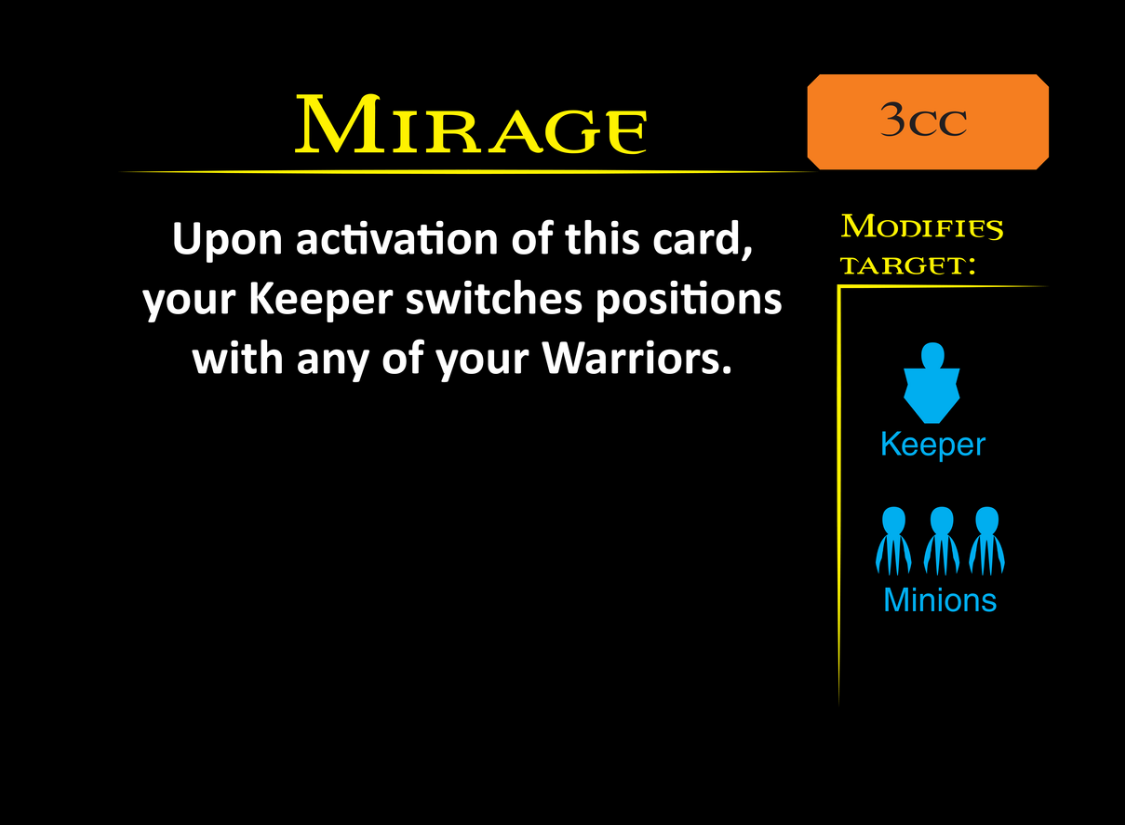 Mirage
3cc
Upon activation of this card,
your Keeper switches positions
with any of your Warriors.
Modifies
target:
Keeper
Minions